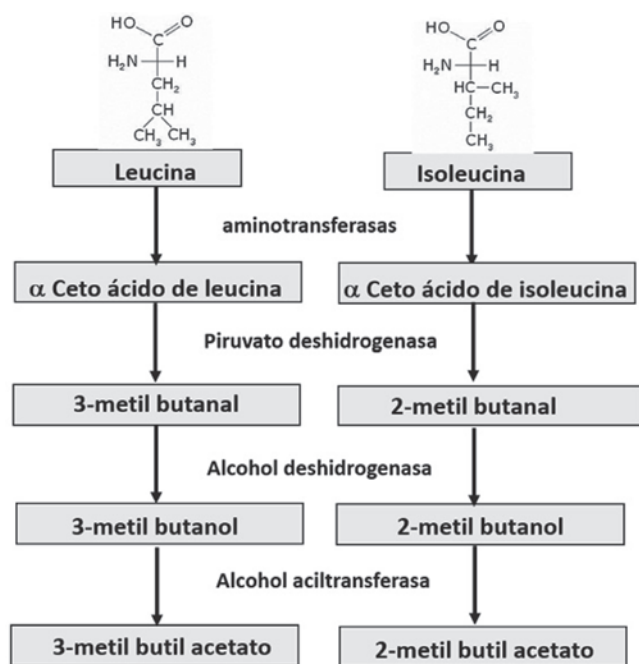 HO O
C
H₂N H
CH₂
CH
CH₃ CH₃
HO O
C
H₂N H
HC—CH₃
CH₂
CH₃
Leucina
Isoleucina
aminotransferasas
α Ceto ácido de leucina
α Ceto ácido de isoleucina
Piruvato deshidrogenasa
3-metil butanal
2-metil butanal
Alcohol deshidrogenasa
3-metil butanol
2-metil butanol
Alcohol aciltransferasa
3-metil butil acetato
2-metil butil acetato